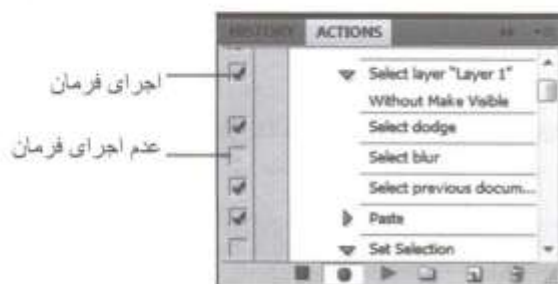 HISTORY ACTIONS
اجرای فرمان
Select layer "Layer 1"
Without Make Visible
Select dodge
عدم اجرای فرمان
Select blur
Select previous docum...
Paste
Set Selection